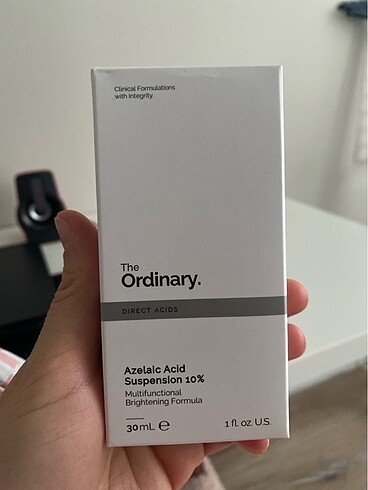 Clinical Formulations
with Integrity.
The
Ordinary.
DIRECT ACIDS
Azelaic Acid
Suspension 10%
Multifunctional
Brightening Formula
30mL ℮
1 fl. oz. U.S.